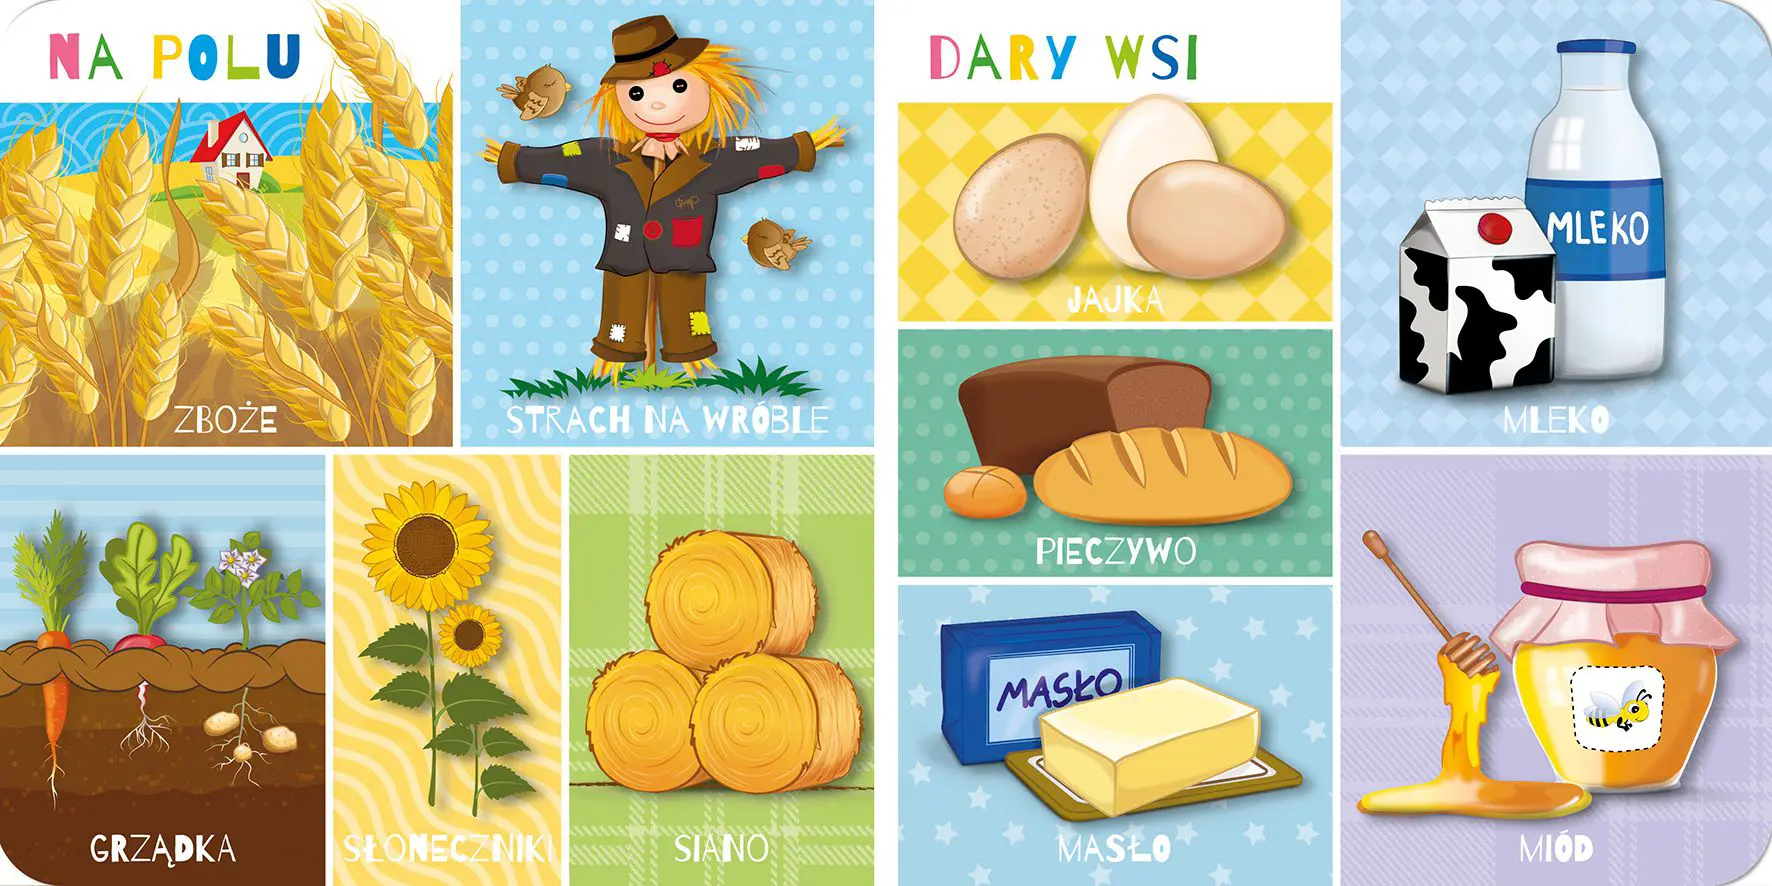 NA POLU
ZBOŻE
STRACH NA WRÓBLE
GRZĄDKA
SŁONECZNIKI
SIANO
DARY WSI
JAJKA
MLEKO
MLEKO
PIECZYWO
MASŁO
MASŁO
MIÓD